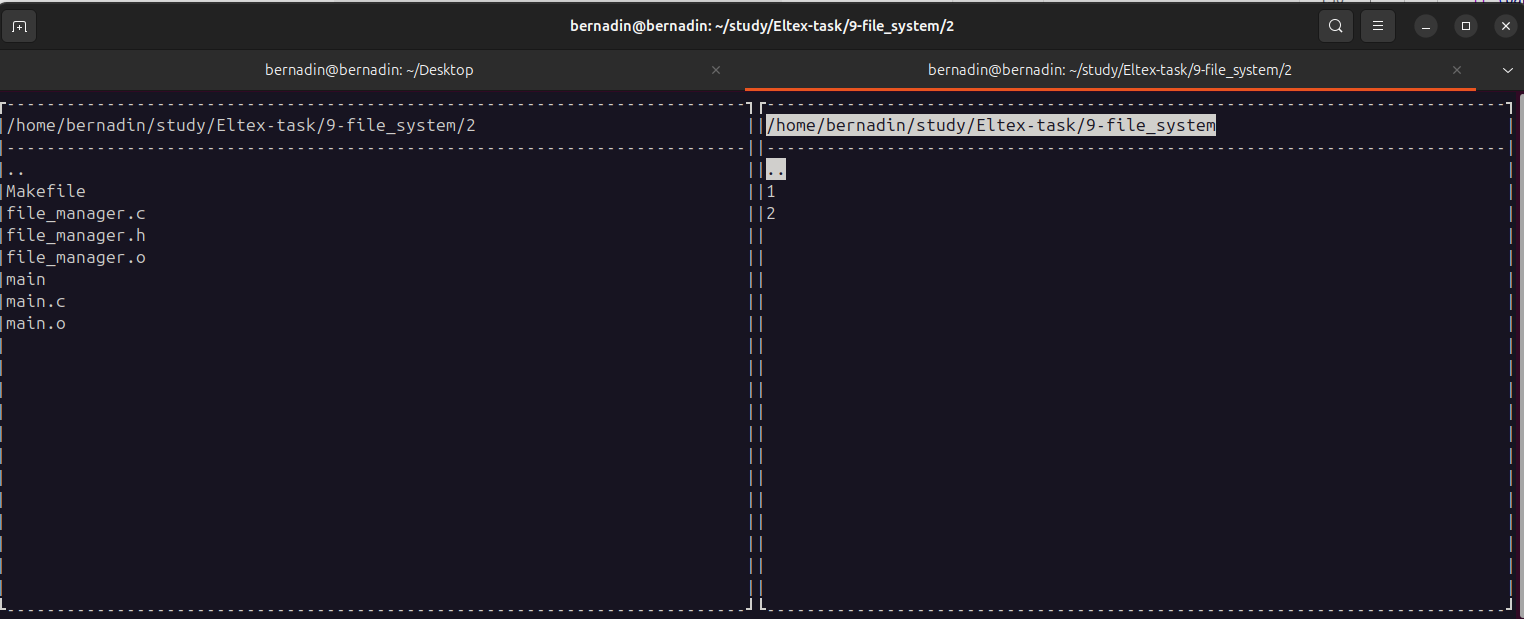 bernadin@bernadin: ~/study/Eltex-task/9-file_system/2
bernadin@bernadin: ~/Desktop
bernadin@bernadin: ~/study/Eltex-task/9-file_system/2
/home/bernadin/study/Eltex-task/9-file_system/2
..
Makefile
file_manager.c
file_manager.h
file_manager.o
main
main.c
main.o
/home/bernadin/study/Eltex-task/9-file_system
..
1
2